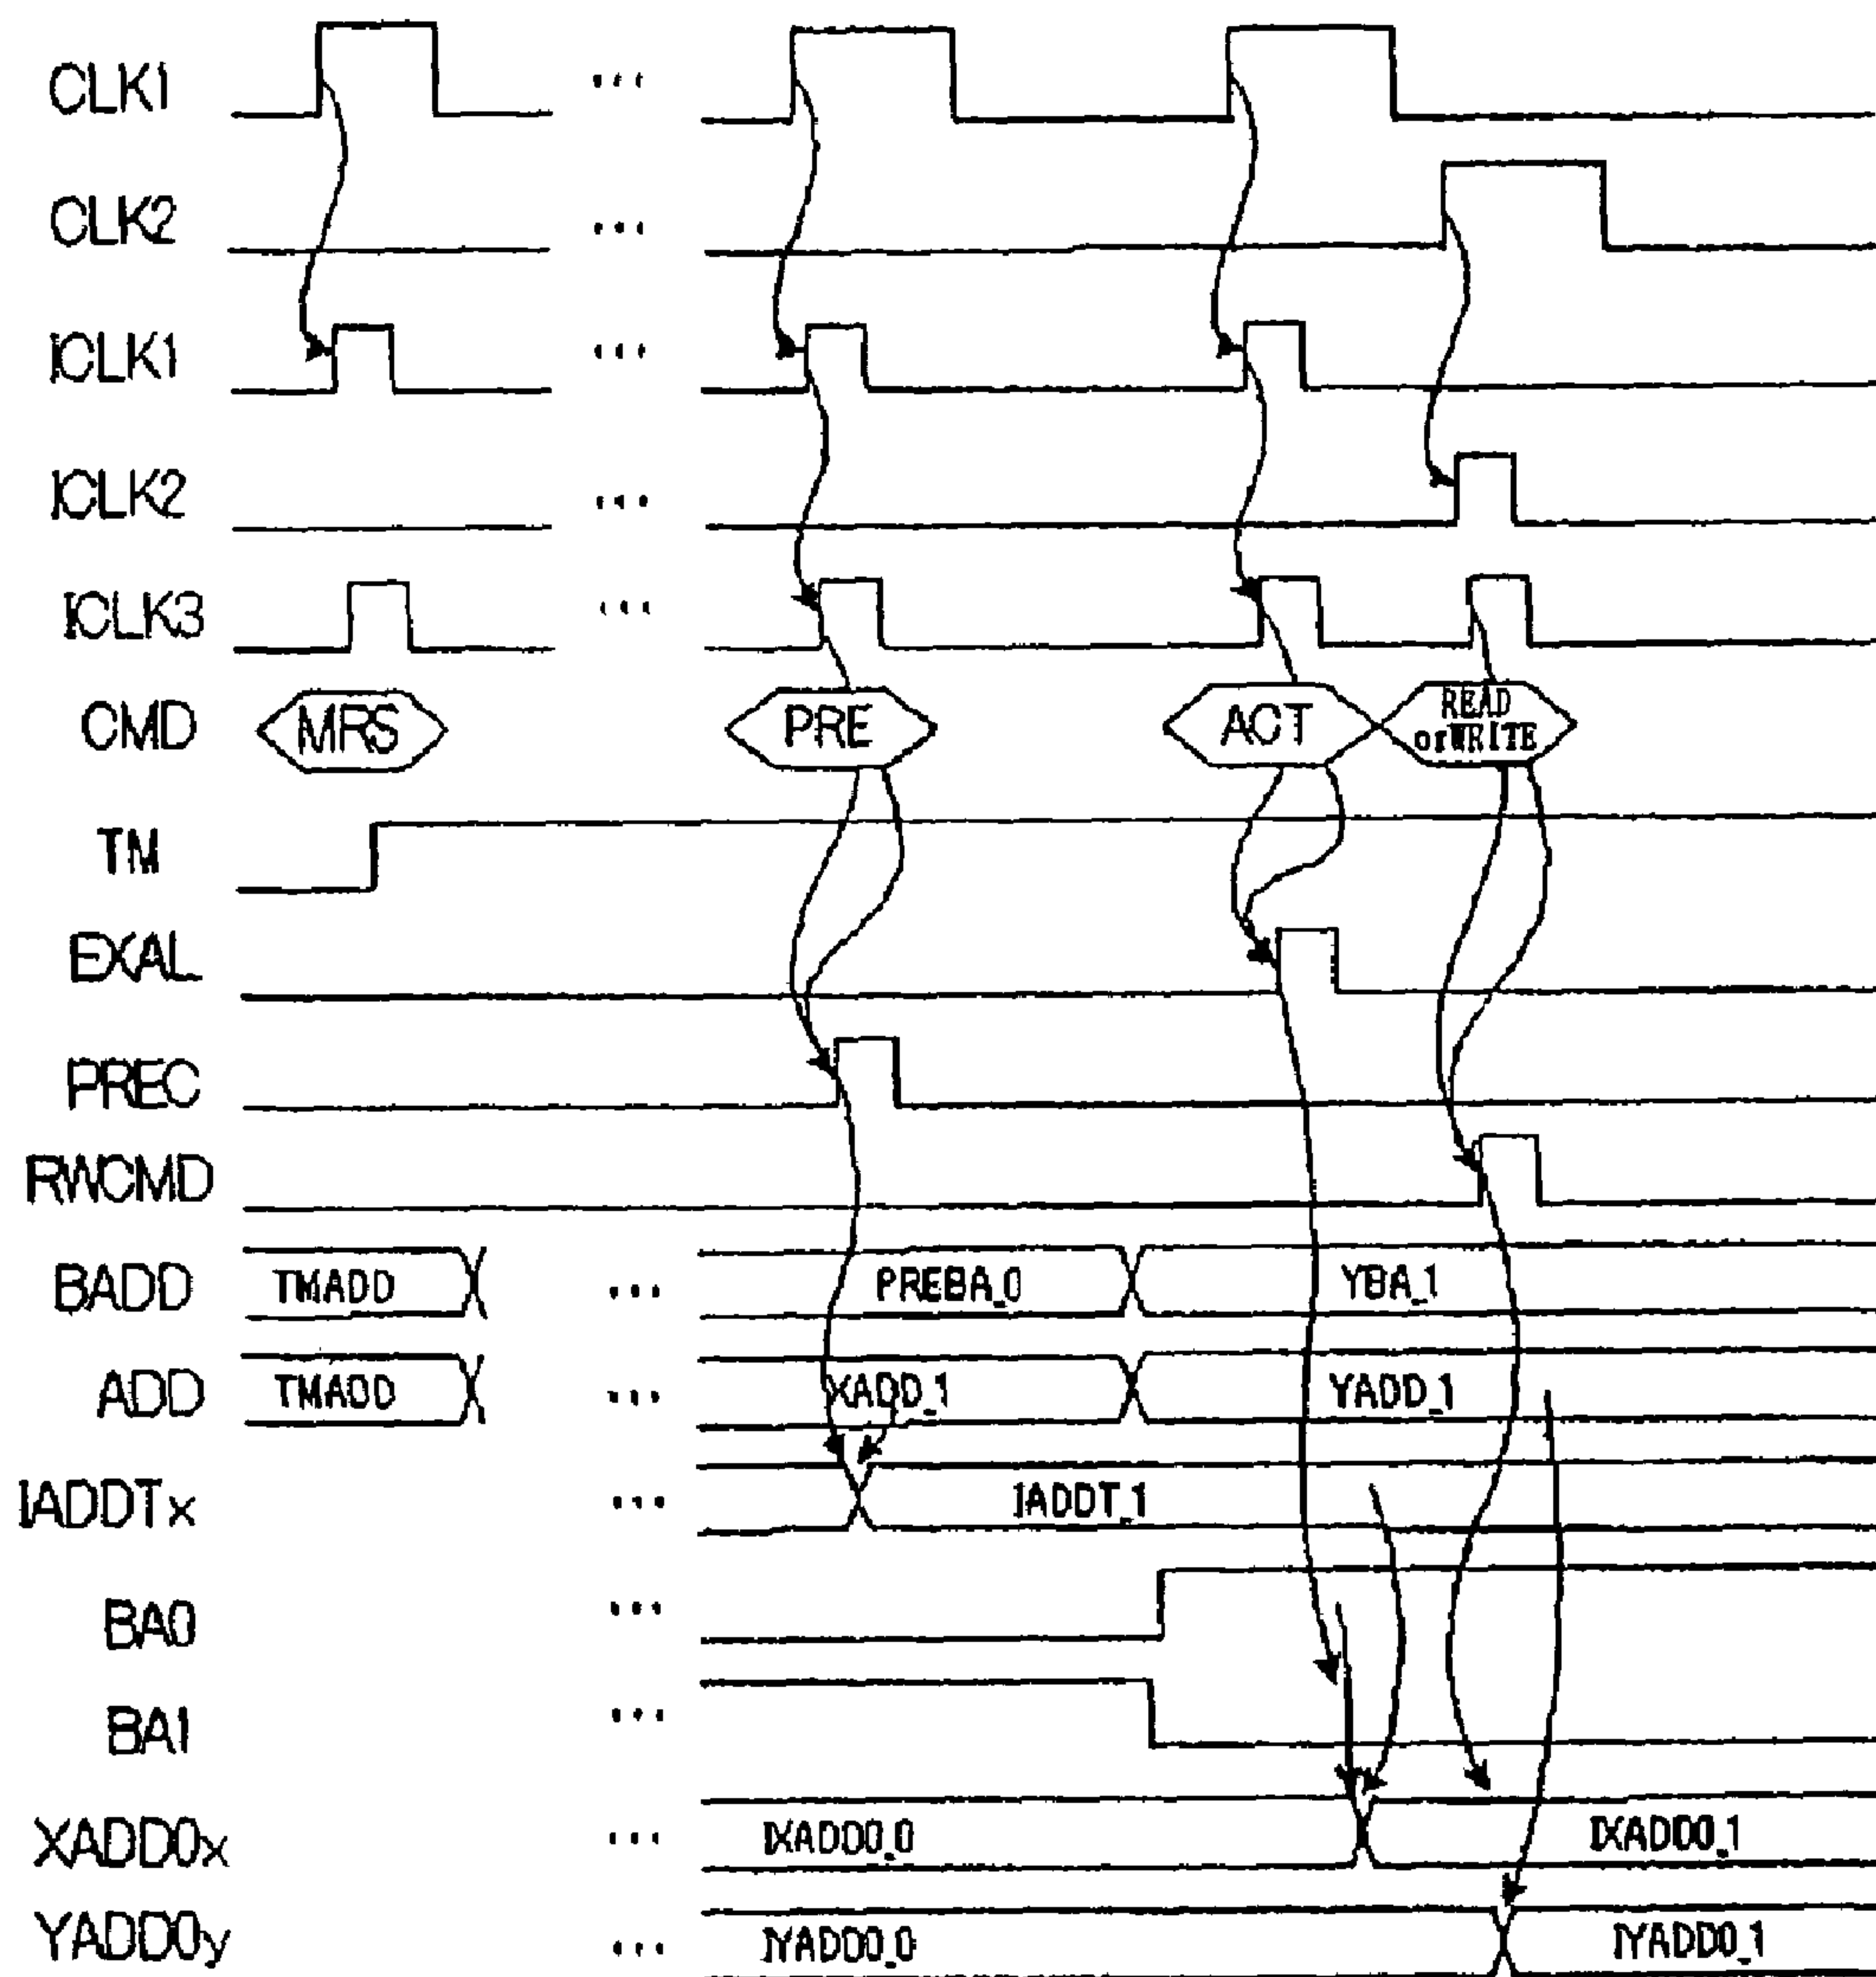 CLK1
CLK2
ICLK1
ICLK2
ICLK3
CMD MRS PRE ACT READ
orWRITE
TM
EXAL
PREC
RWCMD
BADD TMADD ... PREBA_0 YBA_1
ADD TMADD ... XADD_1 YADD_1
IADDTx ... IADDT_1
BA0 ...
BA1 ...
XADD0x ... IXADD0_0 IXADD0_1
YADD0y ... IYADD0_0 IYADD0_1